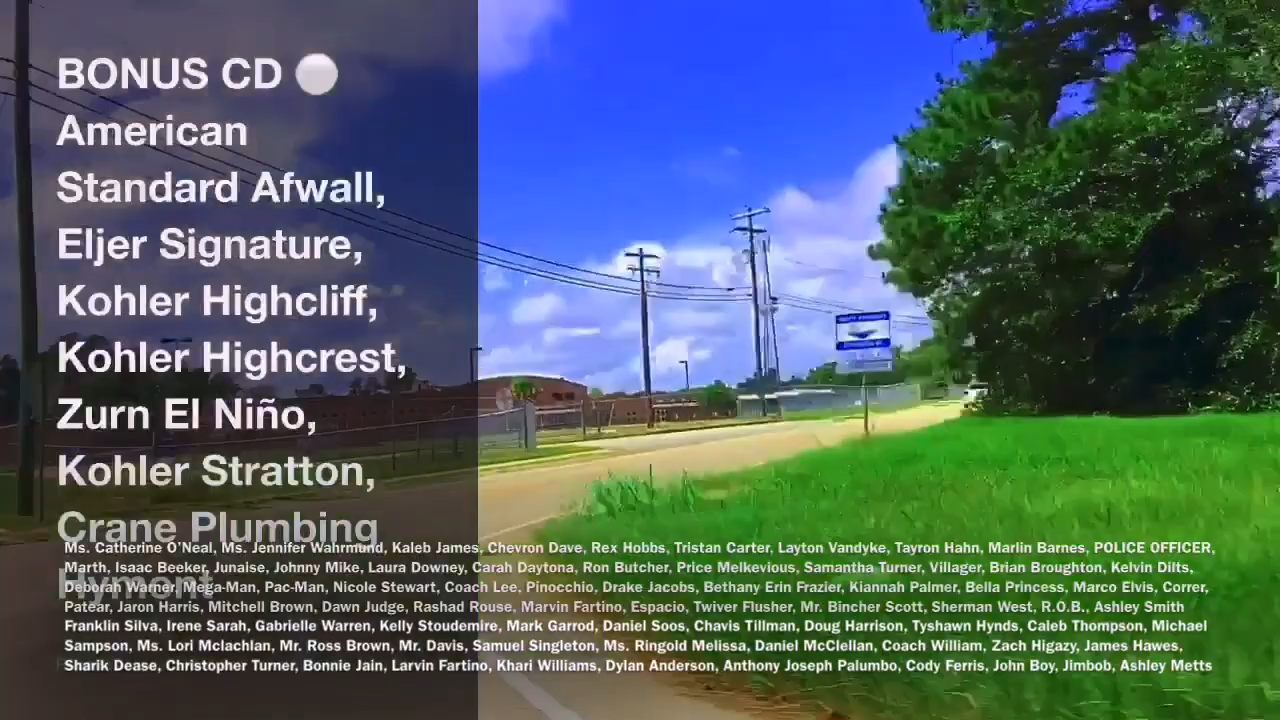 BONUS CD
American
Standard Afwall,
Eljer Signature,
Kohler Highcliff,
Kohler Highcrest,
Zurn El Niño,
Kohler Stratton,
Crane Plumbing
Hymont
Ms. Catherine O'Neal, Ms. Jennifer Wahrmund, Kaleb James, Chevron Dave, Rex Hobbs, Tristan Carter, Layton Vandyke, Tayron Hahn, Marlin Barnes, POLICE OFFICER,
Marth, Isaac Beeker, Junaise, Johnny Mike, Laura Downey, Carah Daytona, Ron Butcher, Price Melkevious, Samantha Turner, Villager, Brian Broughton, Kelvin Dilts,
Deborah Warner, Mega-Man, Pac-Man, Nicole Stewart, Coach Lee, Pinocchio, Drake Jacobs, Bethany Erin Frazier, Kiannah Palmer, Bella Princess, Marco Elvis, Correr,
Patear, Jaron Harris, Mitchell Brown, Dawn Judge, Rashad Rouse, Marvin Fartino, Espacio, Twiver Flusher, Mr. Bincher Scott, Sherman West, R.O.B., Ashley Smith
Franklin Silva, Irene Sarah, Gabrielle Warren, Kelly Stoudemire, Mark Garrod, Daniel Soos, Chavis Tillman, Doug Harrison, Tyshawn Hynds, Caleb Thompson, Michael
Sampson, Ms. Lori Mclachlan, Mr. Ross Brown, Mr. Davis, Samuel Singleton, Ms. Ringold Melissa, Daniel McClellan, Coach William, Zach Higazy, James Hawes,
Sharik Dease, Christopher Turner, Bonnie Jain, Larvin Fartino, Khari Williams, Dylan Anderson, Anthony Joseph Palumbo, Cody Ferris, John Boy, Jimbob, Ashley Metts